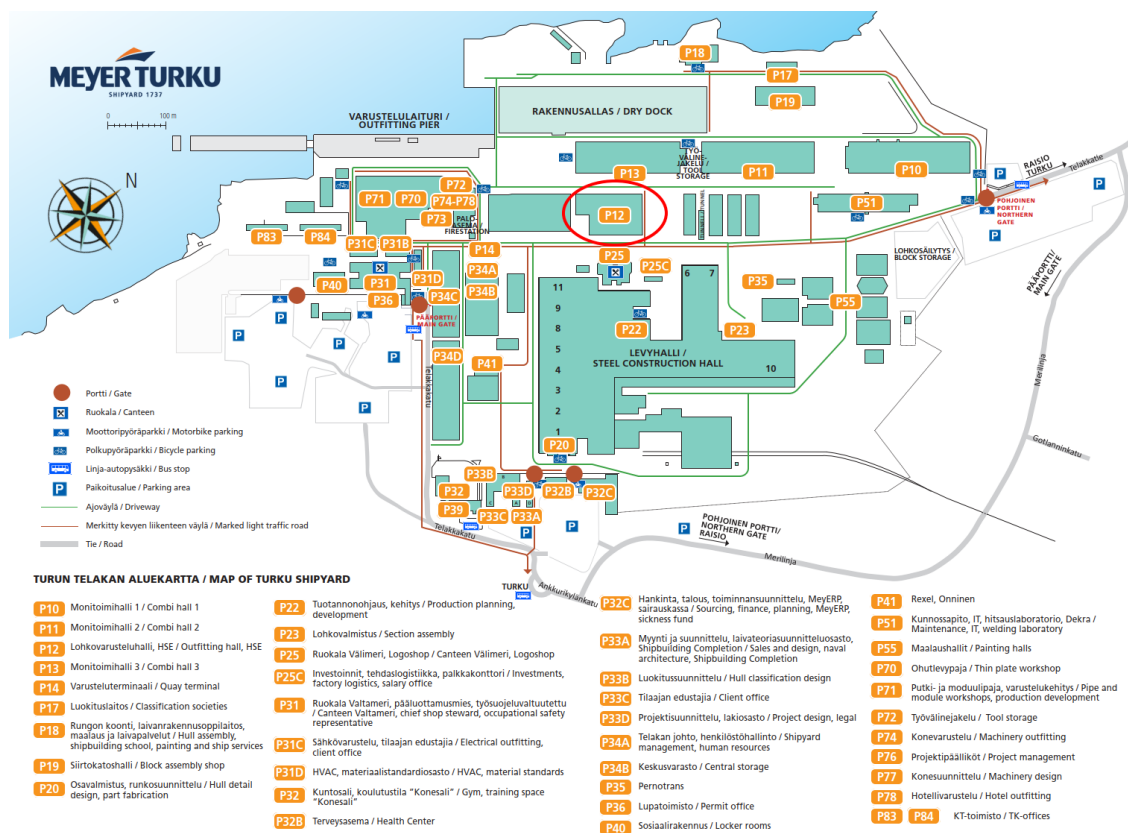 MEYER TURKU
SHIPYARD 1737
0 100 m
N
VARUSTELULAITURI /
OUTFITTING PIER
RAKENNUSALLAS / DRY DOCK
P18
P17
P19
TYÖ-
VÄLINE-
JAKELU /
TOOL
STORAGE
P13
P11
P10
RAISIO
TURKU
Telakkatie
POHJOINEN
PORTTI /
NORTHERN
GATE
P72
P71
P70
P74-P78
P73
PALO-
ASEMA /
FIRESTATION
P12
TUNNELI / TUNNEL
P51
LOHKOSÄILYTYS /
BLOCK STORAGE
PÄÄPORTTI /
MAIN GATE
P83
P84
P31C
P31B
P14
P25
P25C
P40
P31
P31D
P34A
P36
P34C
P34B
P35
P55
PÄÄPORTTI /
MAIN GATE
6 7
11
9
8
5
4
3
2
1
10
P22
P23
LEVYHALLI /
STEEL CONSTRUCTION HALL
P34D
P41
Telakkakatu
Merilinja
Gotlanninkatu
P20
P33B
P32
P33D
P32B
P32C
P39
P33C
P33A
Telakkakatu
POHJOINEN PORTTI/
NORTHERN GATE
RAISIO
Merilinja
TURKU
Ankkurikylänkatu
P
P
P
P
P
P
P
P
P
P
P
Portti / Gate
Ruokala / Canteen
Moottoripyöräparkki / Motorbike parking
Polkupyöräparkki / Bicycle parking
Linja-autopysäkki / Bus stop
P Paikoitusalue / Parking area
Ajoväylä / Driveway
Merkitty kevyen liikenteen väylä / Marked light traffic road
Tie / Road
TURUN TELAKAN ALUEKARTTA / MAP OF TURKU SHIPYARD
P10 Monitoimihalli 1 / Combi hall 1
P11 Monitoimihalli 2 / Combi hall 2
P12 Lohkovarusteluhalli, HSE / Outfitting hall, HSE
P13 Monitoimihalli 3 / Combi hall 3
P14 Varusteluterminaali / Quay terminal
P17 Luokituslaitos / Classification societies
P18 Rungon koonti, laivanrakennusoppilaitos,
maalaus ja laivapalvelut / Hull assembly,
shipbuilding school, painting and ship services
P19 Siirtokatoshalli / Block assembly shop
P20 Osavalmistus, runkosuunnittelu / Hull detail
design, part fabrication
P22 Tuotannonohjaus, kehitys / Production planning,
development
P23 Lohkovalmistus / Section assembly
P25 Ruokala Välimeri, Logoshop / Canteen Välimeri, Logoshop
P25C Investoinnit, tehdaslogistiikka, palkkakonttori / Investments,
factory logistics, salary office
P31 Ruokala Valtameri, pääluottamusmies, työsuojeluvaltuutettu
/ Canteen Valtameri, chief shop steward, occupational safety
representative
P31C Sähkövarustelu, tilaajan edustaja / Electrical outfitting,
client office
P31D HVAC, materiaalistandardiosasto / HVAC, material standards
P32 Kuntosali, koulutustila "Konesali" / Gym, training space
"Konesali"
P32B Terveysasema / Health Center
P32C Hankinta, talous, toiminnansuunnittelu, MeyERP,
sairauskassa / Sourcing, finance, planning, MeyERP,
sickness fund
P33A Myynti ja suunnittelu, laivateoriasuunnitteluosasto,
Shipbuilding Completion / Sales and design, naval
architecture, Shipbuilding Completion
P33B Luokitussuunnittelu / Hull classification design
P33C Tilaajan edustaja / Client office
P33D Projektisuunnittelu, lakiosasto / Project design, legal
P34A Telakan johto, henkilöstöhallinto / Shipyard
management, human resources
P34B Keskusvarasto / Central storage
P35 Pernotrans
P36 Lupatoimisto / Permit office
P40 Sosiaalirakennus / Locker rooms
P41 Rexel, Onninen
P51 Kunnossapito, IT, hitsauslaboratorio, Dekra /
Maintenance, IT, welding laboratory
P55 Maalaushallit / Painting halls
P70 Ohutlevypaja / Thin plate workshop
P71 Putki- ja moduulipaja, varustelukehitys / Pipe and
module workshops, production development
P72 Työvälinejakelu / Tool storage
P74 Konevarustelu / Machinery outfitting
P76 Projektipäälliköt / Project management
P77 Konesuunnittelu / Machinery design
P78 Hotellivarustelu / Hotel outfitting
P83 P84 KT-toimisto / TK-offices